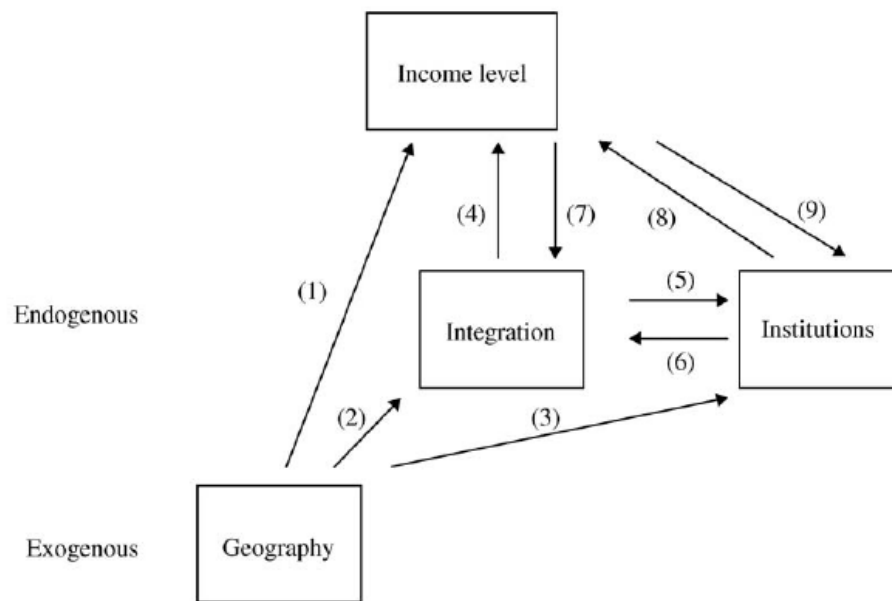 Income level
(4)
(7)
(8)
(9)
(1)
(5)
Endogenous
Integration
Institutions
(6)
(2)
(3)
Exogenous
Geography